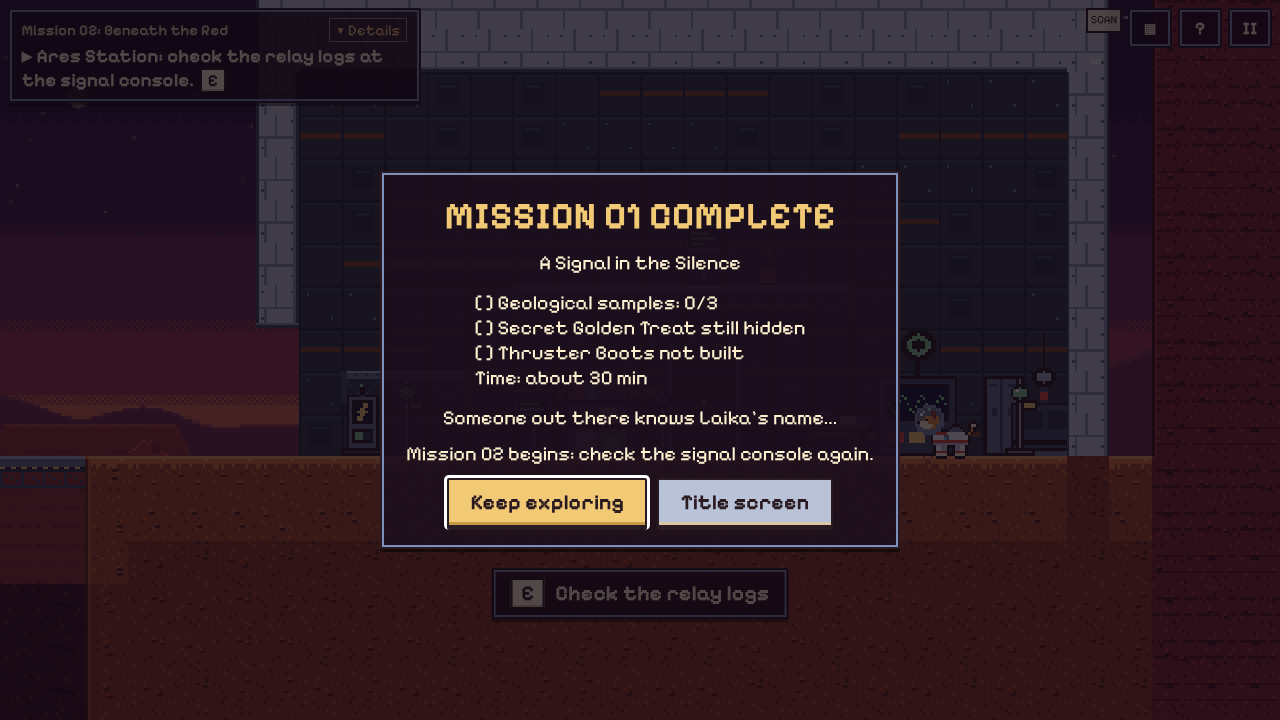 Mission 02: Beneath the Red
▾ Details
▶ Ares Station: check the relay logs at
the signal console. E
SCAN
?
II
MISSION 01 COMPLETE
A Signal in the Silence
( ) Geological samples: 0/3
( ) Secret Golden Treat still hidden
( ) Thruster Boots not built
Time: about 30 min
Someone out there knows Laika's name...
Mission 02 begins: check the signal console again.
Keep exploring
Title screen
E Check the relay logs